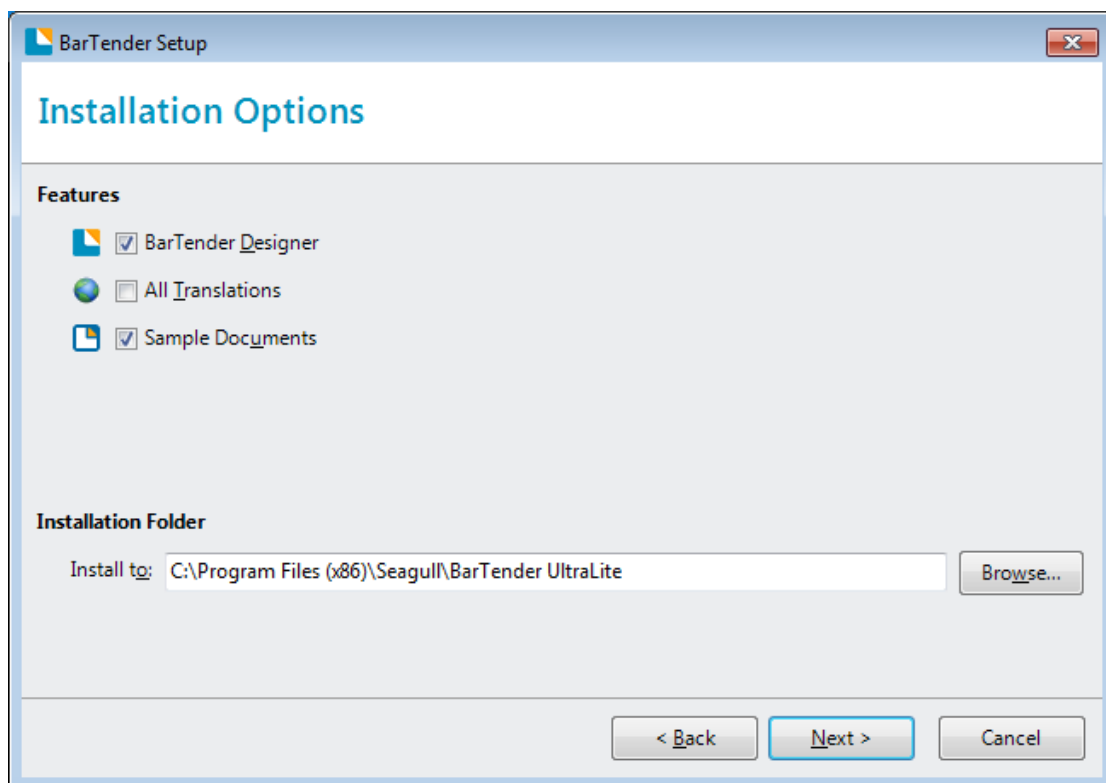 BarTender Setup
Installation Options
Features
BarTender Designer
All Translations
Sample Documents
Installation Folder
Install to: C:\Program Files (x86)\Seagull\BarTender UltraLite Browse...
< Back Next > Cancel